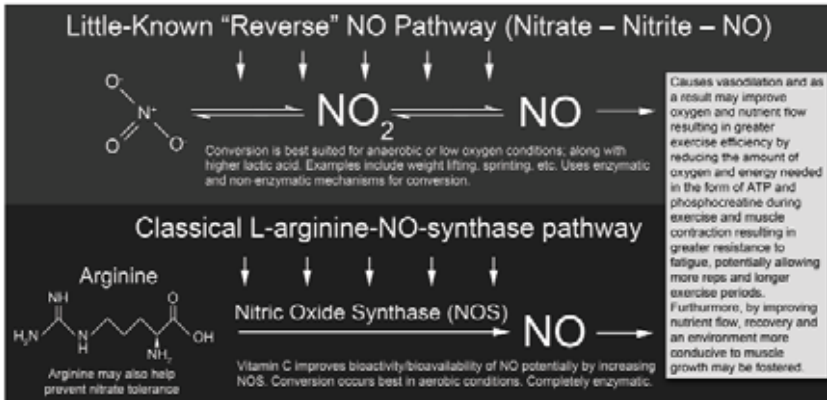 Little-Known “Reverse” NO Pathway (Nitrate – Nitrite – NO)
O⁻
N⁺
O
O⁻
NO₂
NO
Conversion is best suited for anaerobic or low oxygen conditions; along with
higher lactic acid. Examples include weight lifting, sprinting, etc. Uses enzymatic
and non-enzymatic mechanisms for conversion.
Classical L-arginine-NO-synthase pathway
Arginine
NH
H₂N
N
H
O
OH
NH₂
Arginine may also help
prevent nitrate tolerance
Nitric Oxide Synthase (NOS)
NO
Vitamin C improves bioactivity/bioavailability of NO potentially by increasing
NOS. Conversion occurs best in aerobic conditions. Completely enzymatic.
Causes vasodilation and as
a result may improve
oxygen and nutrient flow
resulting in greater
exercise efficiency by
reducing the amount of
oxygen and energy needed
in the form of ATP and
phosphocreatine during
exercise and muscle
contraction resulting in
greater resistance to
fatigue, potentially allowing
more reps and longer
exercise periods.
Furthermore, by improving
nutrient flow, recovery and
an environment more
conducive to muscle
growth may be fostered.